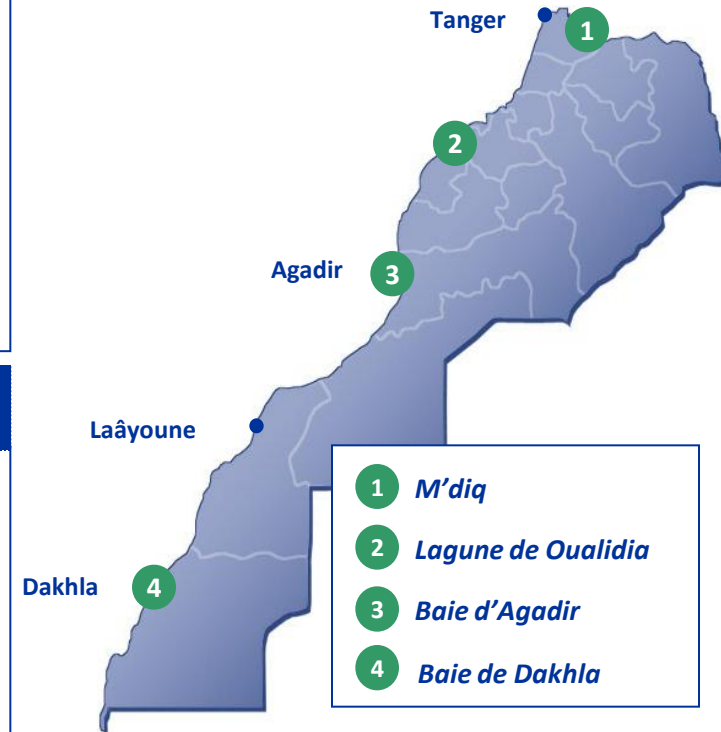 Tanger
1
2
Agadir
3
Laâyoune
Dakhla
4
1 M’diq
2 Lagune de Oualidia
3 Baie d’Agadir
4 Baie de Dakhla